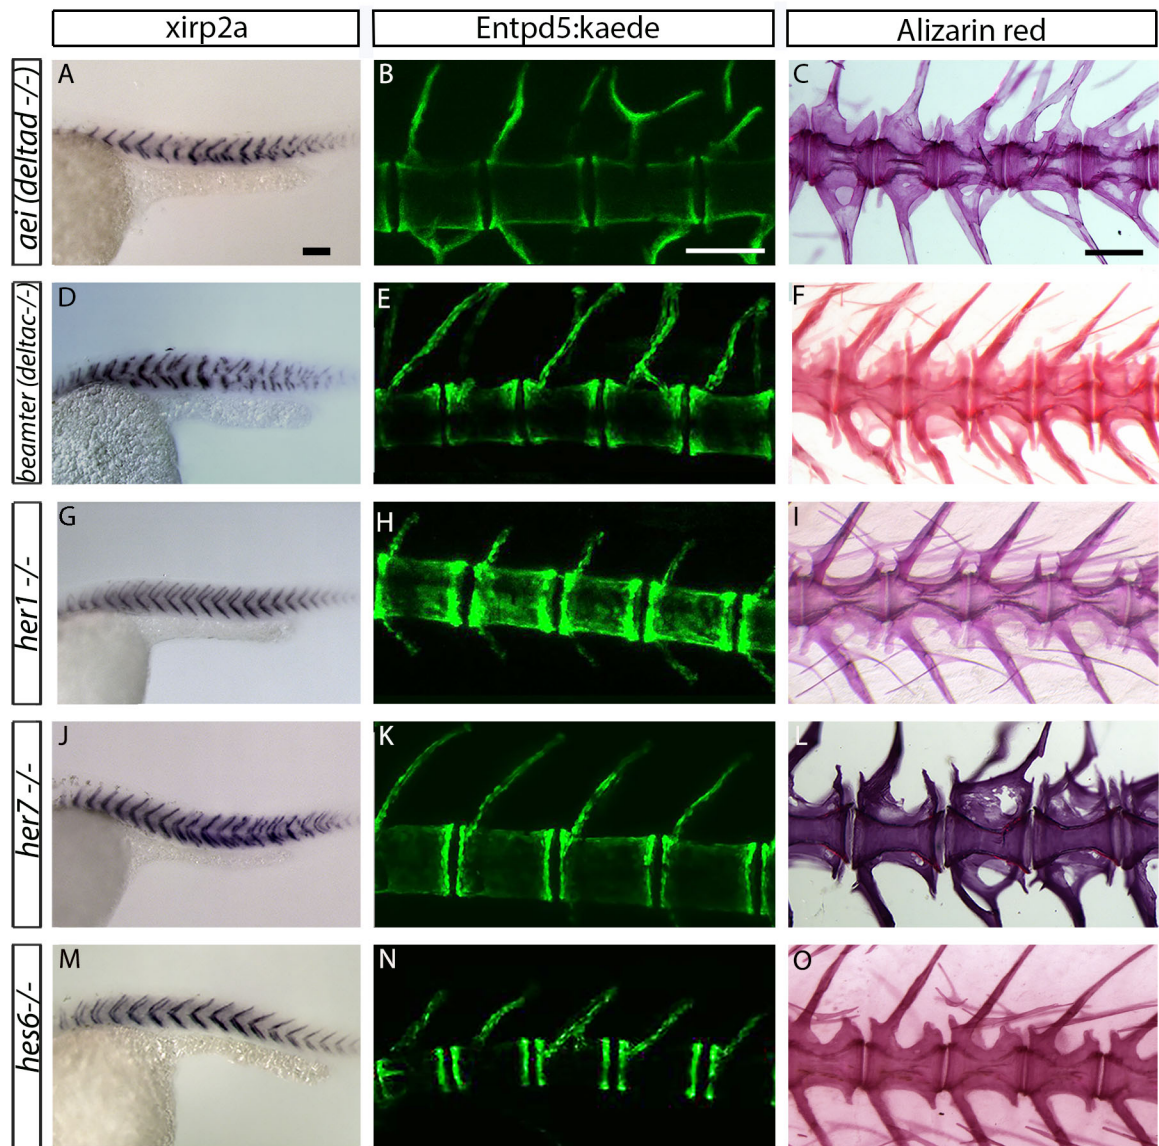 xirp2a
Entpd5:kaede
Alizarin red
aei (deltad -/-)
A
B
C
beamter (deltac-/-)
D
E
F
her1 -/-
G
H
I
her7 -/-
J
K
L
hes6-/-
M
N
O